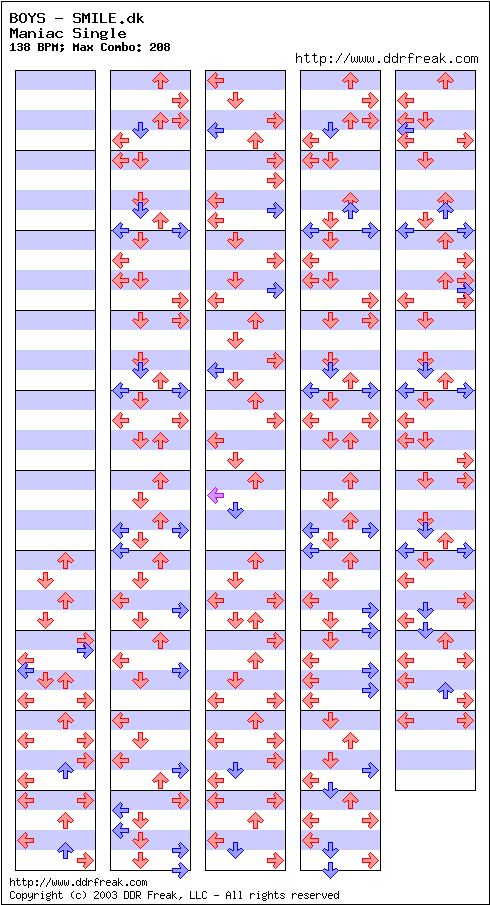 BOYS - SMILE.dk
Maniac Single
138 BPM; Max Combo: 208
http://www.ddrfreak.com
http://www.ddrfreak.com
Copyright (c) 2003 DDR Freak, LLC - All rights reserved